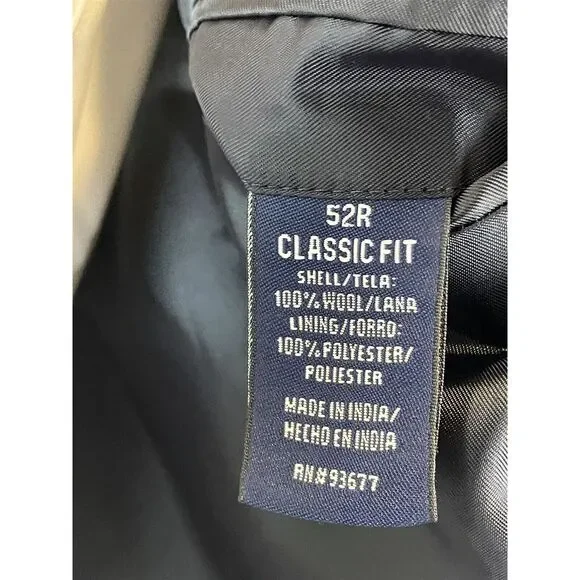 52R
CLASSIC FIT
SHELL/TELA:
100% WOOL/LANA
LINING/FORRO:
100% POLYESTER/
POLIESTER
MADE IN INDIA/
HECHO EN INDIA
RN#93677